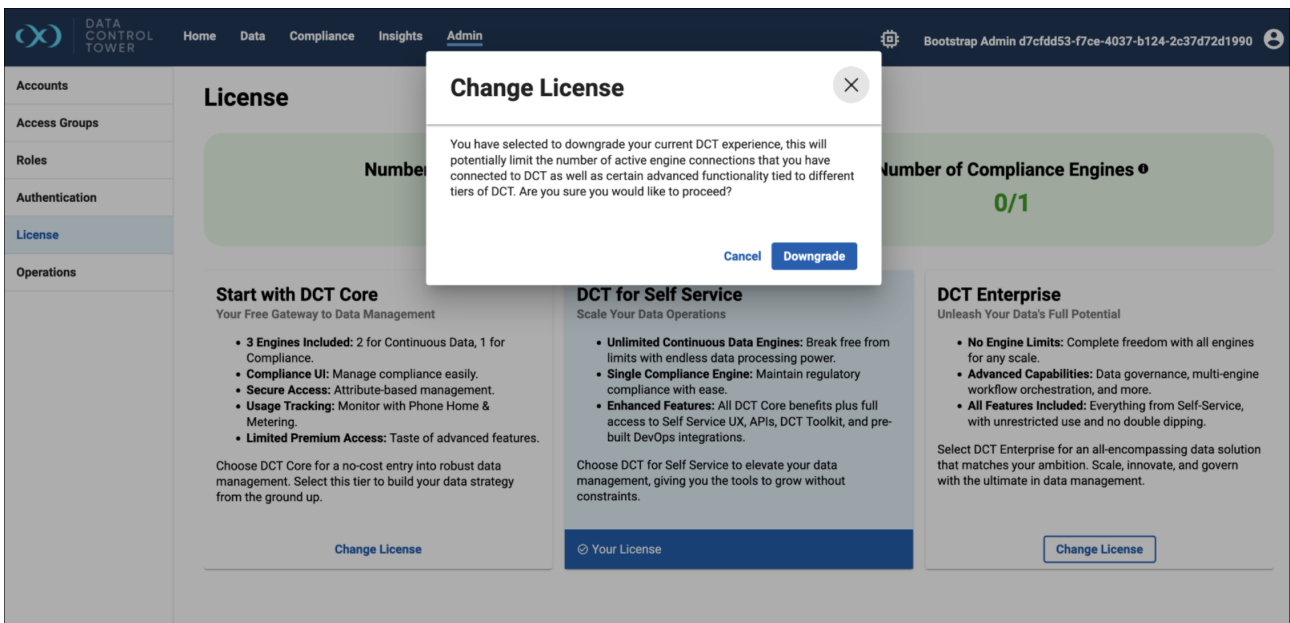 DATA
CONTROL
TOWER
Home Data Compliance Insights Admin
Bootstrap Admin d7cfdd53-f7ce-4037-b124-2c37d72d1990
Accounts
Access Groups
Roles
Authentication
License
Operations
License
Number
Number of Compliance Engines
0/1
Change License
You have selected to downgrade your current DCT experience, this will
potentially limit the number of active engine connections that you have
connected to DCT as well as certain advanced functionality tied to different
tiers of DCT. Are you sure you would like to proceed?
Cancel Downgrade
Start with DCT Core
Your Free Gateway to Data Management
• 3 Engines Included: 2 for Continuous Data, 1 for
Compliance.
• Compliance UI: Manage compliance easily.
• Secure Access: Attribute-based management.
• Usage Tracking: Monitor with Phone Home &
Metering.
• Limited Premium Access: Taste of advanced features.
Choose DCT Core for a no-cost entry into robust data
management. Select this tier to build your data strategy
from the ground up.
Change License
DCT for Self Service
Scale Your Data Operations
• Unlimited Continuous Data Engines: Break free from
limits with endless data processing power.
• Single Compliance Engine: Maintain regulatory
compliance with ease.
• Enhanced Features: All DCT Core benefits plus full
access to Self Service UX, APIs, DCT Toolkit, and pre-
built DevOps integrations.
Choose DCT for Self Service to elevate your data
management, giving you the tools to grow without
constraints.
Your License
DCT Enterprise
Unleash Your Data's Full Potential
• No Engine Limits: Complete freedom with all engines
for any scale.
• Advanced Capabilities: Data governance, multi-engine
workflow orchestration, and more.
• All Features Included: Everything from Self-Service,
with unrestricted use and no double dipping.
Select DCT Enterprise for an all-encompassing data solution
that matches your ambition. Scale, innovate, and govern
with the ultimate in data management.
Change License